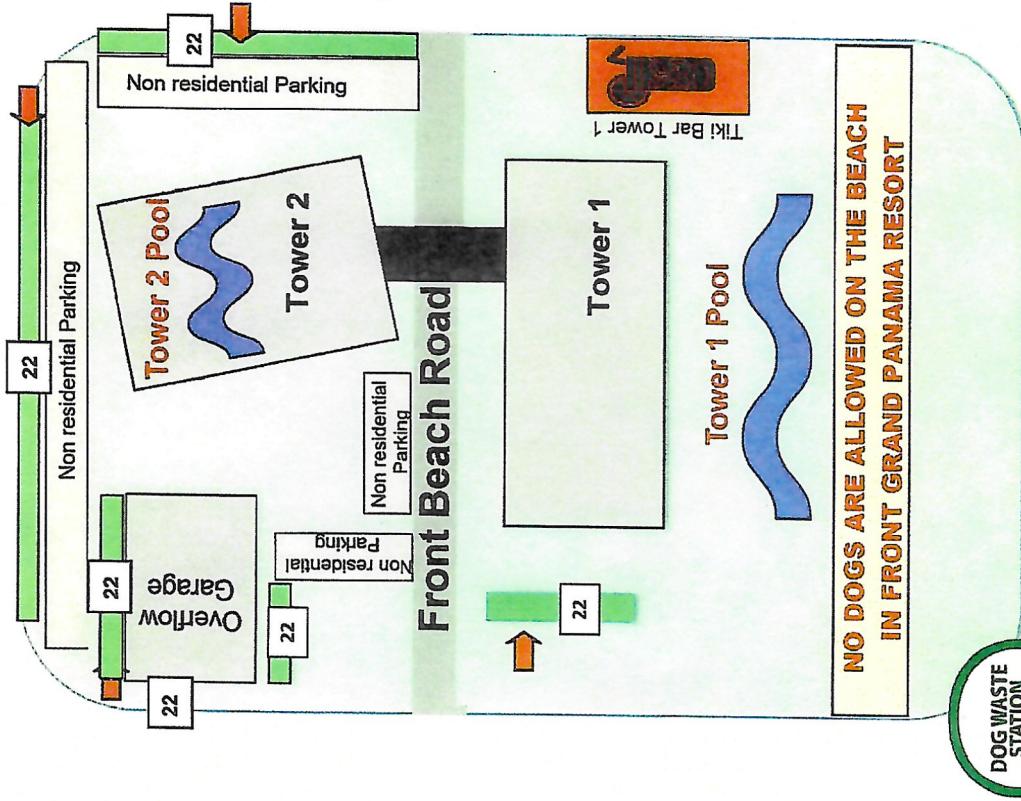 22
Non residential Parking
22
Non residential Parking
Tower 2 Pool
Tower 2
22
Overflow
Garage
22
22
Non residential
Parking
Non residential
Parking
Front Beach Road
22
Tower 1
Tiki Bar Tower 1
Tower 1 Pool
NO DOGS ARE ALLOWED ON THE BEACH
IN FRONT GRAND PANAMA RESORT
DOG WASTE
STATION